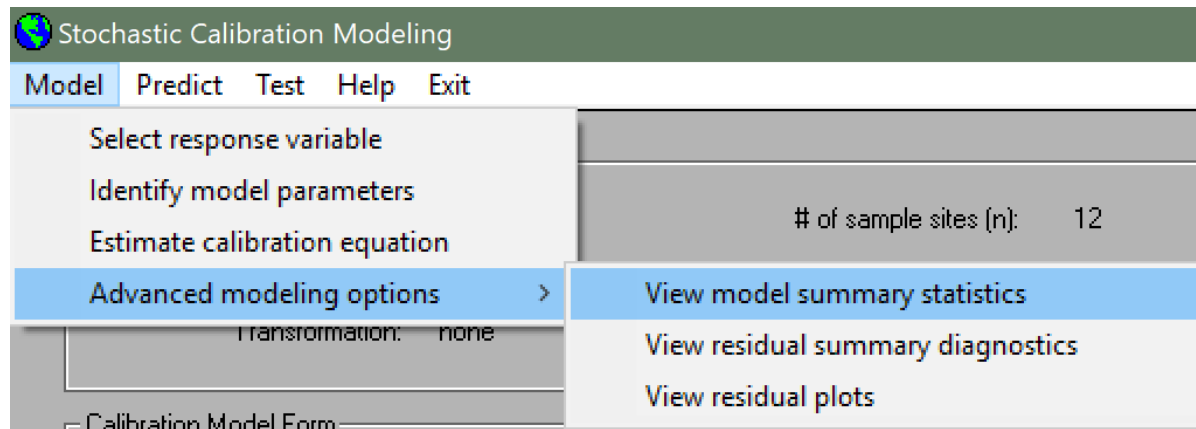 Stochastic Calibration Modeling
Model Predict Test Help Exit
Select response variable
Identify model parameters
# of sample sites (n): 12
Estimate calibration equation
Advanced modeling options >
View model summary statistics
Transformation: none
View residual summary diagnostics
View residual plots
Calibration Model Form